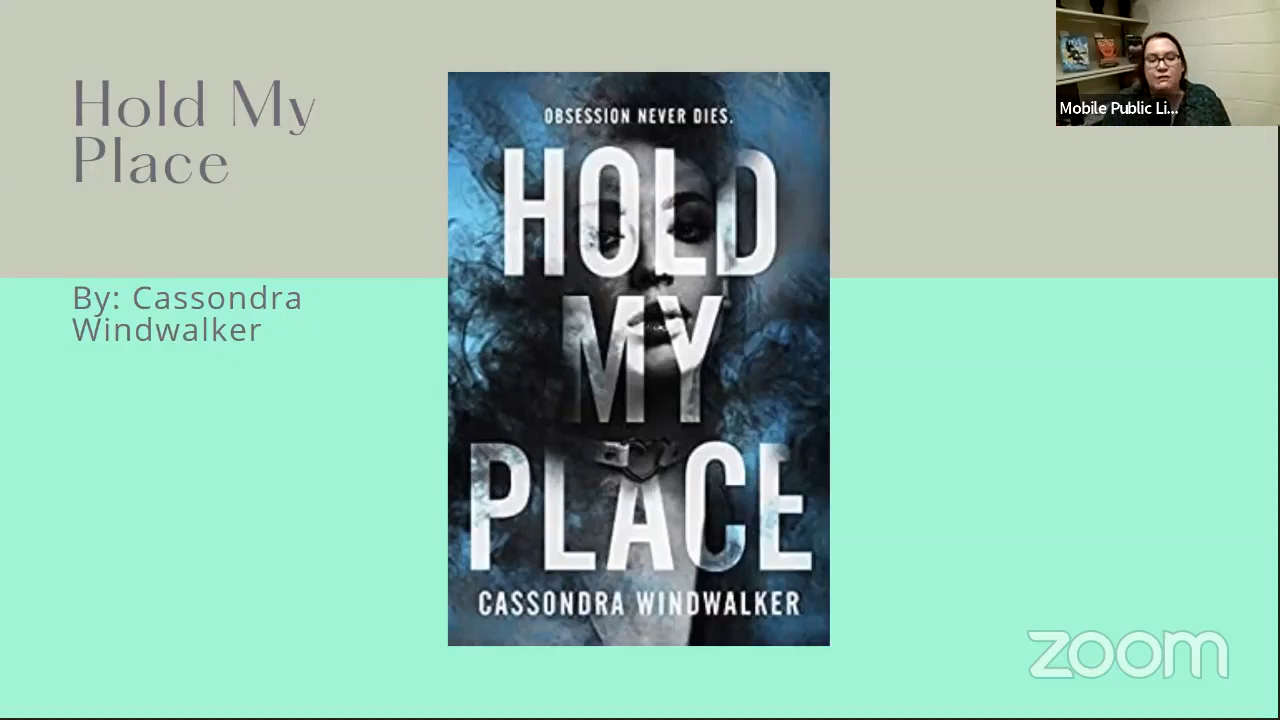 Hold My
Place
By: Cassondra
Windwalker
OBSESSION NEVER DIES.
HOLD
MY
PLACE
CASSONDRA WINDWALKER
Mobile Public Li...
zoom